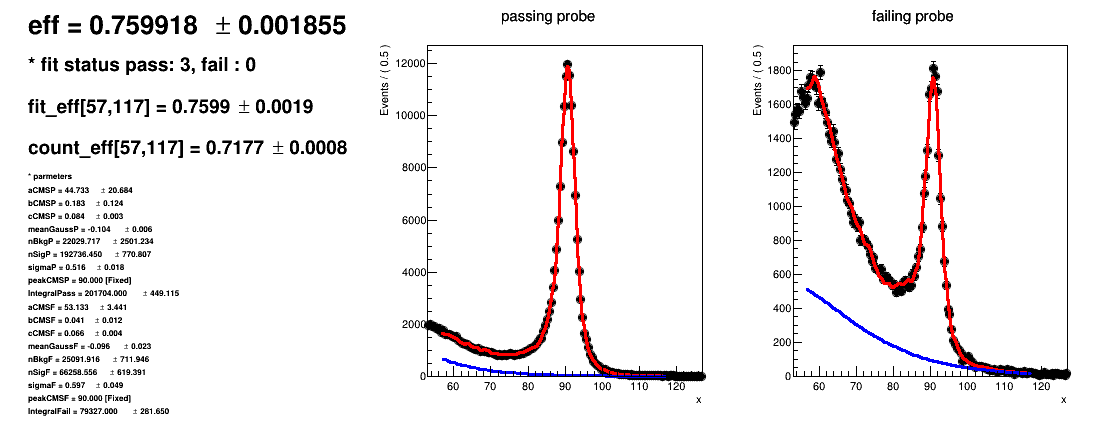 eff = 0.759918 ± 0.001855
* fit status pass: 3, fail : 0
fit_eff[57,117] = 0.7599 ± 0.0019
count_eff[57,117] = 0.7177 ± 0.0008
* parmeters
aCMSP = 44.733 ± 20.684
bCMSP = 0.183 ± 0.124
cCMSP = 0.084 ± 0.003
meanGaussP = -0.104 ± 0.006
nBkgP = 22029.717 ± 2501.234
nSigP = 192736.450 ± 770.807
sigmaP = 0.516 ± 0.018
peakCMSP = 90.000 [Fixed]
IntegralPass = 201704.000 ± 449.115
aCMSF = 53.133 ± 3.441
bCMSF = 0.041 ± 0.012
cCMSF = 0.066 ± 0.004
meanGaussF = -0.096 ± 0.023
nBkgF = 25091.916 ± 711.946
nSigF = 66258.556 ± 619.391
sigmaF = 0.597 ± 0.049
peakCMSF = 90.000 [Fixed]
IntegralFail = 79327.000 ± 281.650
passing probe
Events / ( 0.5 )
12000
10000
8000
6000
4000
2000
0
60 70 80 90 100 110 120
x
failing probe
Events / ( 0.5 )
1800
1600
1400
1200
1000
800
600
400
200
0
60 70 80 90 100 110 120
x